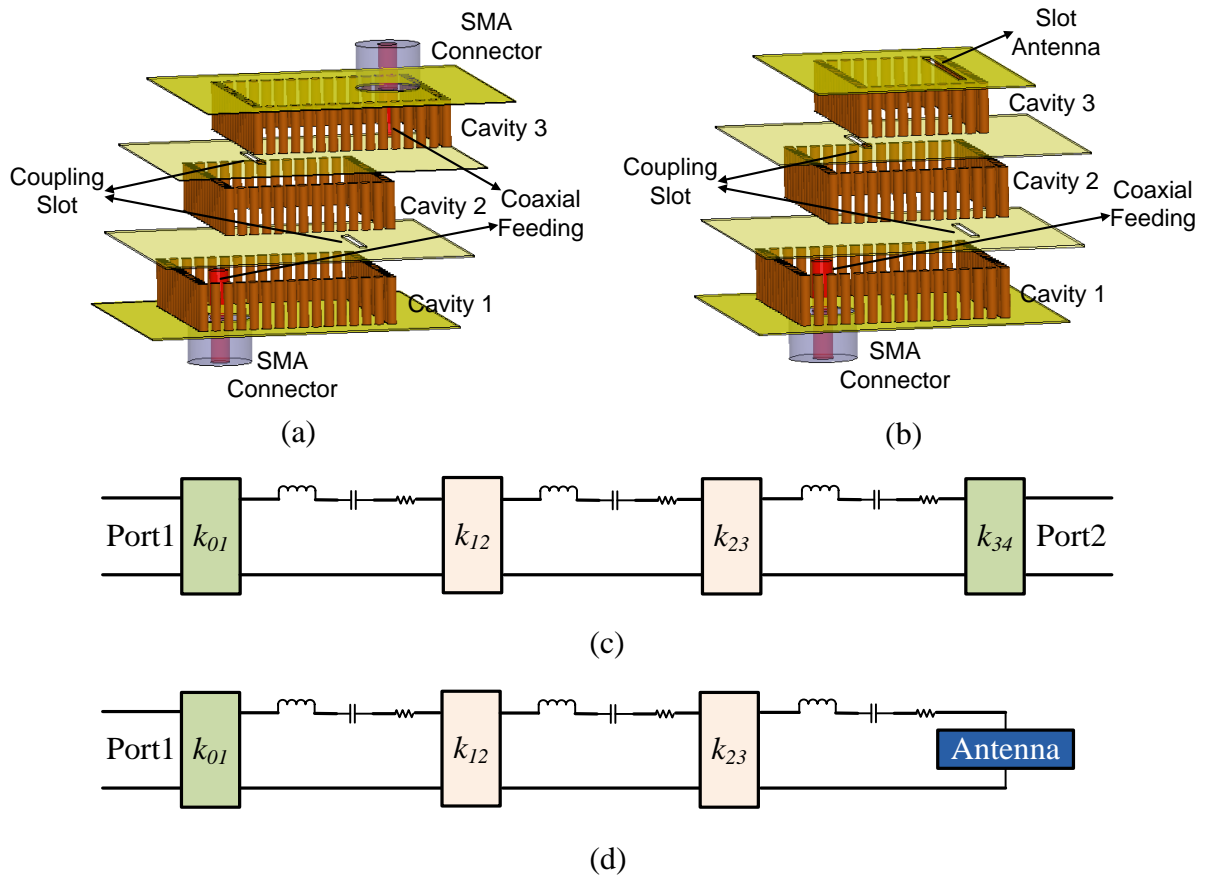 SMA
Connector
Cavity 3
Coupling
Slot
Cavity 2
Coaxial
Feeding
Cavity 1
SMA
Connector
(a)
Slot
Antenna
Cavity 3
Coupling
Slot
Cavity 2
Coaxial
Feeding
Cavity 1
SMA
Connector
(b)
Port1 k01 k12 k23 k34 Port2
(c)
Port1 k01 k12 k23 Antenna
(d)